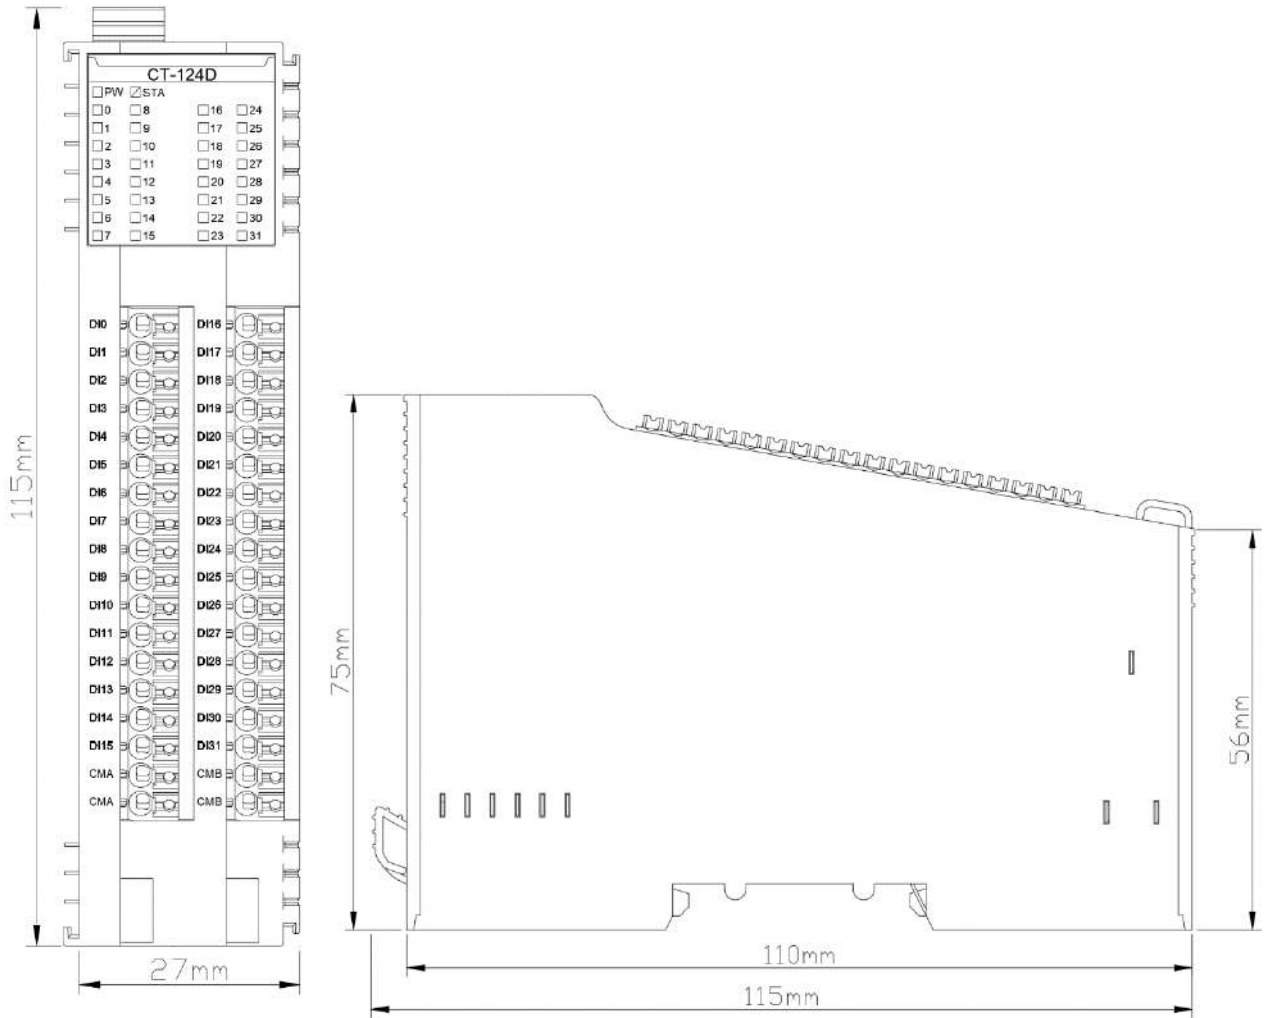 CT-124D
PW STA
0 8 16 24
1 9 17 25
2 10 18 26
3 11 19 27
4 12 20 28
5 13 21 29
6 14 22 30
7 15 23 31
DI0 DI16
DI1 DI17
DI2 DI18
DI3 DI19
DI4 DI20
DI5 DI21
DI6 DI22
DI7 DI23
DI8 DI24
DI9 DI25
DI10 DI26
DI11 DI27
DI12 DI28
DI13 DI29
DI14 DI30
DI15 DI31
CMA CMB
CMA CMB
115mm
27mm
75mm
56mm
110mm
115mm